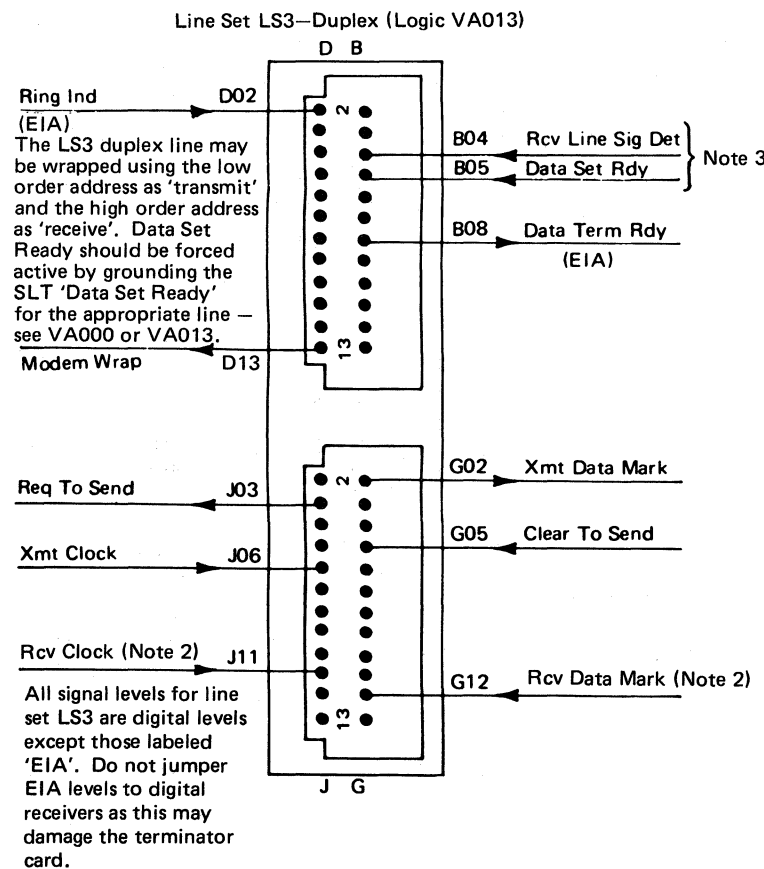 Line Set LS3—Duplex (Logic VA013)
D B
Ring Ind D02
(EIA)
The LS3 duplex line may
be wrapped using the low
order address as 'transmit'
and the high order address
as 'receive'. Data Set
Ready should be forced
active by grounding the
SLT 'Data Set Ready'
for the appropriate line —
see VA000 or VA013.
Modem Wrap D13
2
13
B04 Rcv Line Sig Det
B05 Data Set Rdy
Note 3
B08 Data Term Rdy
(EIA)
Req To Send J03
Xmt Clock J06
Rcv Clock (Note 2) J11
2
13
G02 Xmt Data Mark
G05 Clear To Send
G12 Rcv Data Mark (Note 2)
All signal levels for line
set LS3 are digital levels
except those labeled
'EIA'. Do not jumper
EIA levels to digital
receivers as this may
damage the terminator
card.
J G